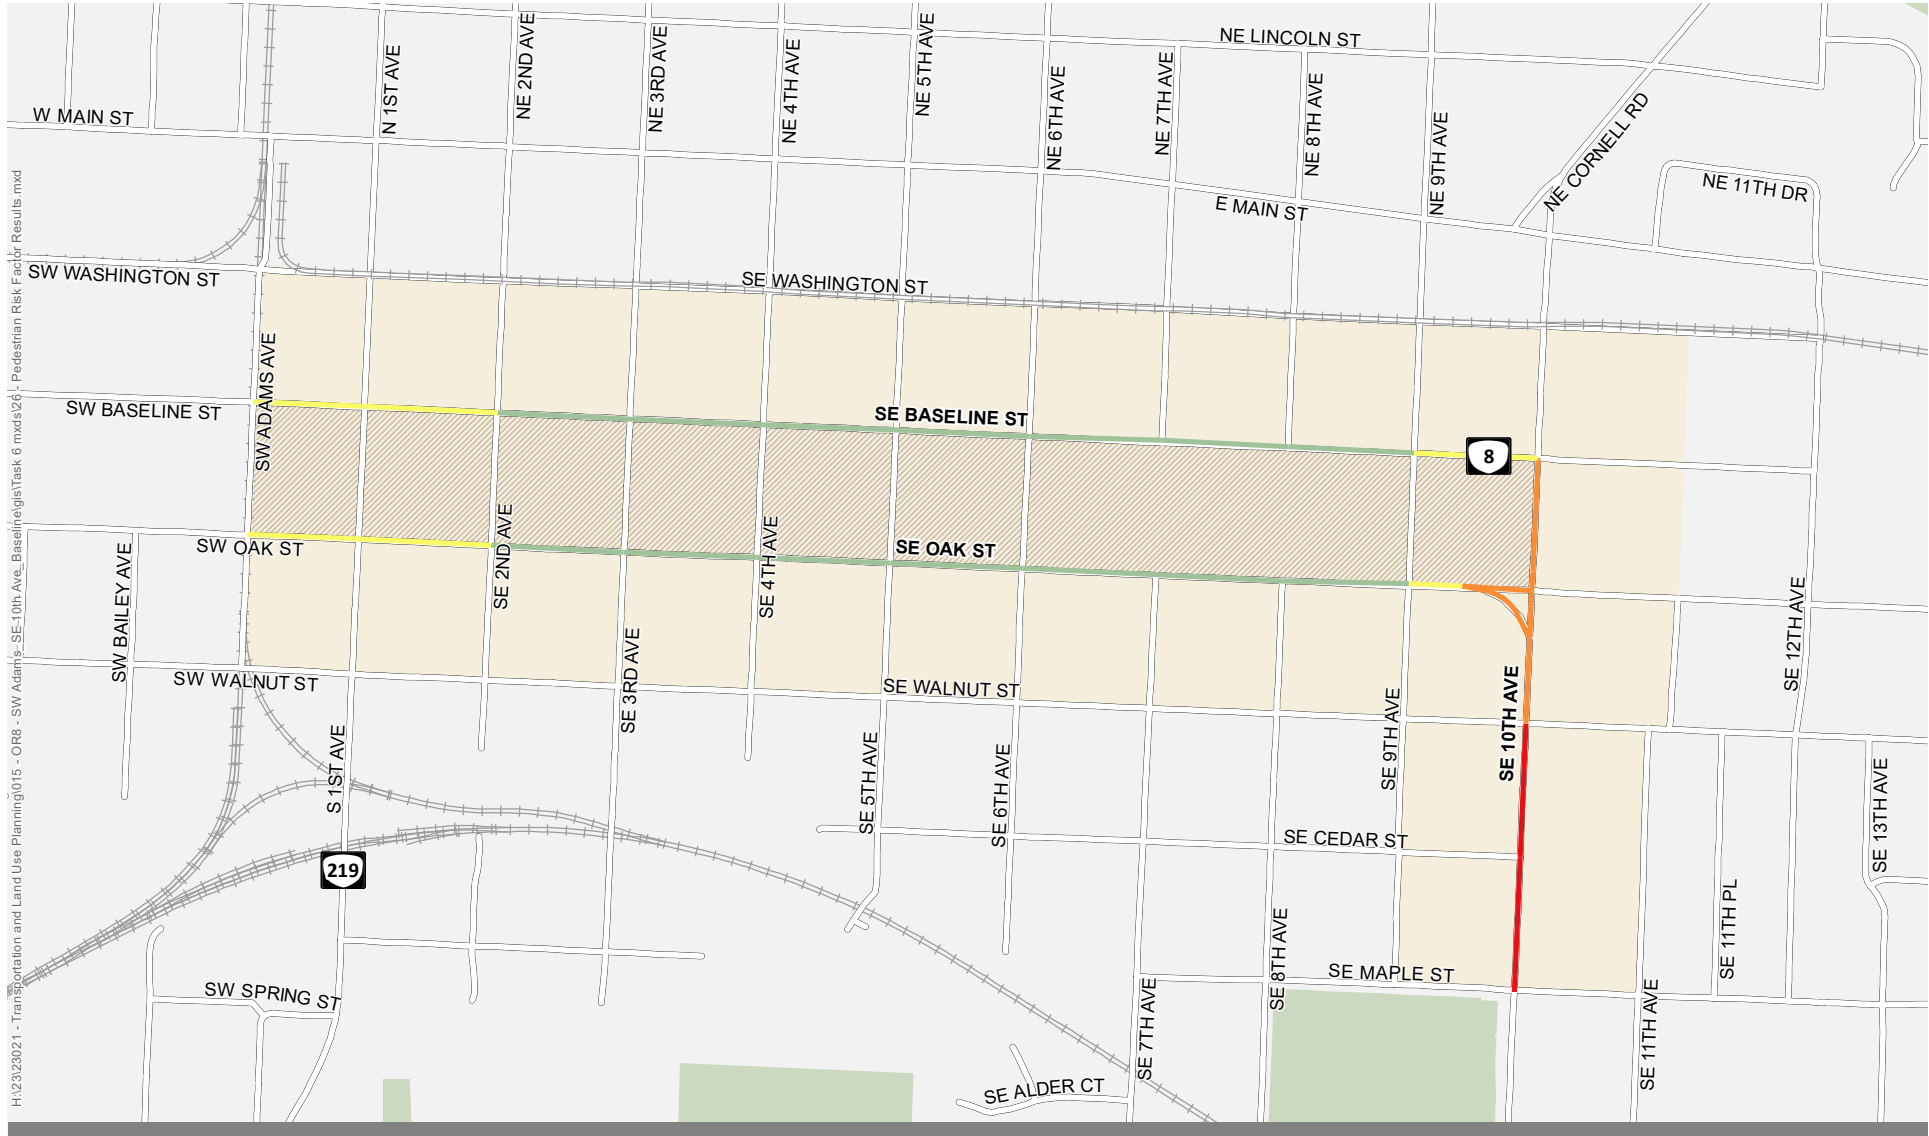 NE LINCOLN ST
N 1ST AVE
NE 2ND AVE
NE 3RD AVE
NE 4TH AVE
NE 5TH AVE
NE 6TH AVE
NE 7TH AVE
NE 8TH AVE
NE 9TH AVE
NE CORNELL RD
W MAIN ST
NE 11TH DR
E MAIN ST
SW WASHINGTON ST
SE WASHINGTON ST
SW ADAMS AVE
SW BASELINE ST
SE BASELINE ST
8
SW OAK ST
SE OAK ST
SW BAILEY AVE
SE 2ND AVE
SE 4TH AVE
SE 12TH AVE
SW WALNUT ST
SE WALNUT ST
SE 3RD AVE
S 1ST AVE
SE 5TH AVE
SE 6TH AVE
SE 9TH AVE
SE 10TH AVE
SE 13TH AVE
SE CEDAR ST
219
SE 8TH AVE
SE 11TH PL
SE MAPLE ST
SW SPRING ST
SE 7TH AVE
SE 11TH AVE
SE ALDER CT
H:\23\23021 - Transportation and Land Use Planning\015 - OR8 - SW Adams-SE-10th Ave_Baseline\gis\Task 6 mxds\26 - Pedestrian Risk Factor Results.mxd